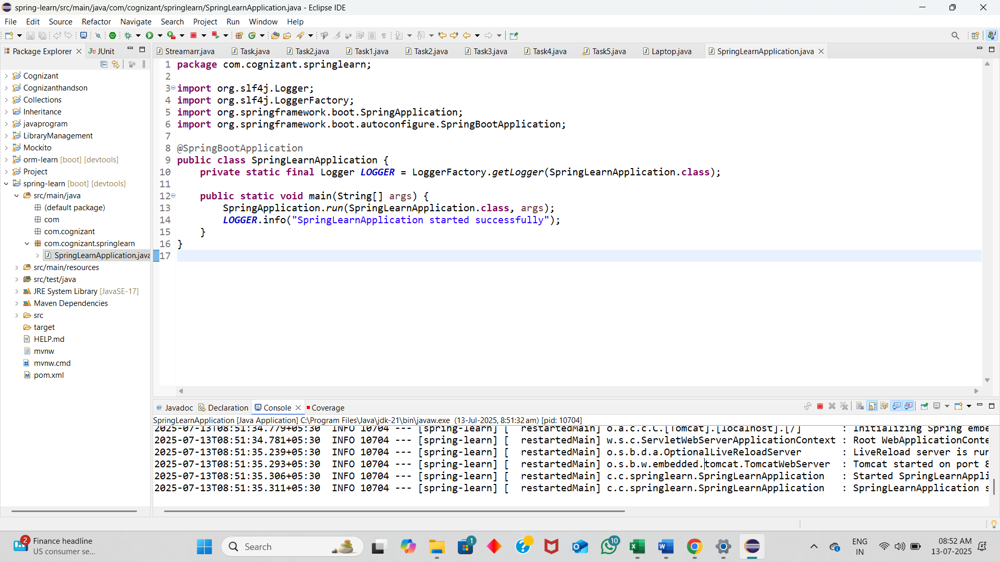 spring-learn/src/main/java/com/cognizant/springlearn/SpringLearnApplication.java - Eclipse IDE
File Edit Source Refactor Navigate Search Project Run Window Help
Package Explorer
JUnit
Cognizant
Cognizanthandson
Collections
Inheritance
javaprogram
LibraryManagement
Mockito
orm-learn [boot] [devtools]
Project
spring-learn [boot] [devtools]
src/main/java
(default package)
com
com.cognizant
com.cognizant.springlearn
SpringLearnApplication.java
src/main/resources
src/test/java
JRE System Library [JavaSE-17]
Maven Dependencies
src
target
HELP.md
mvnw
mvnw.cmd
pom.xml
Streamarr.java Task.java Task2.java Task1.java Task2.java Task3.java Task4.java Task5.java Laptop.java SpringLearnApplication.java
1 package com.cognizant.springlearn;
2
3 import org.slf4j.Logger;
4 import org.slf4j.LoggerFactory;
5 import org.springframework.boot.SpringApplication;
6 import org.springframework.boot.autoconfigure.SpringBootApplication;
7
8 @SpringBootApplication
9 public class SpringLearnApplication {
10 private static final Logger LOGGER = LoggerFactory.getLogger(SpringLearnApplication.class);
11
12 public static void main(String[] args) {
13 SpringApplication.run(SpringLearnApplication.class, args);
14 LOGGER.info("SpringLearnApplication started successfully");
15 }
16 }
17
Javadoc Declaration Console Coverage
SpringLearnApplication [Java Application] C:\Program Files\Java\jdk-21\bin\javaw.exe (13-Jul-2025, 8:51:32 am) [pid: 10704]
2025-07-13T08:51:34.779+05:30 INFO 10704 --- [spring-learn] [ restartedMain] o.a.c.c.C.[Tomcat].[localhost].[/] : Initializing Spring embe
2025-07-13T08:51:34.781+05:30 INFO 10704 --- [spring-learn] [ restartedMain] w.s.c.ServletWebServerApplicationContext : Root WebApplicationConte
2025-07-13T08:51:35.239+05:30 INFO 10704 --- [spring-learn] [ restartedMain] o.s.b.d.a.OptionalLiveReloadServer : LiveReload server is run
2025-07-13T08:51:35.293+05:30 INFO 10704 --- [spring-learn] [ restartedMain] o.s.b.w.embedded.tomcat.TomcatWebServer : Tomcat started on port 8
2025-07-13T08:51:35.306+05:30 INFO 10704 --- [spring-learn] [ restartedMain] c.c.springlearn.SpringLearnApplication : Started SpringLearnAppli
2025-07-13T08:51:35.311+05:30 INFO 10704 --- [spring-learn] [ restartedMain] c.c.springlearn.SpringLearnApplication : SpringLearnApplication s
2
Finance headline
US consumer se...
Search
1
10
ENG
IN
08:52 AM
13-07-2025